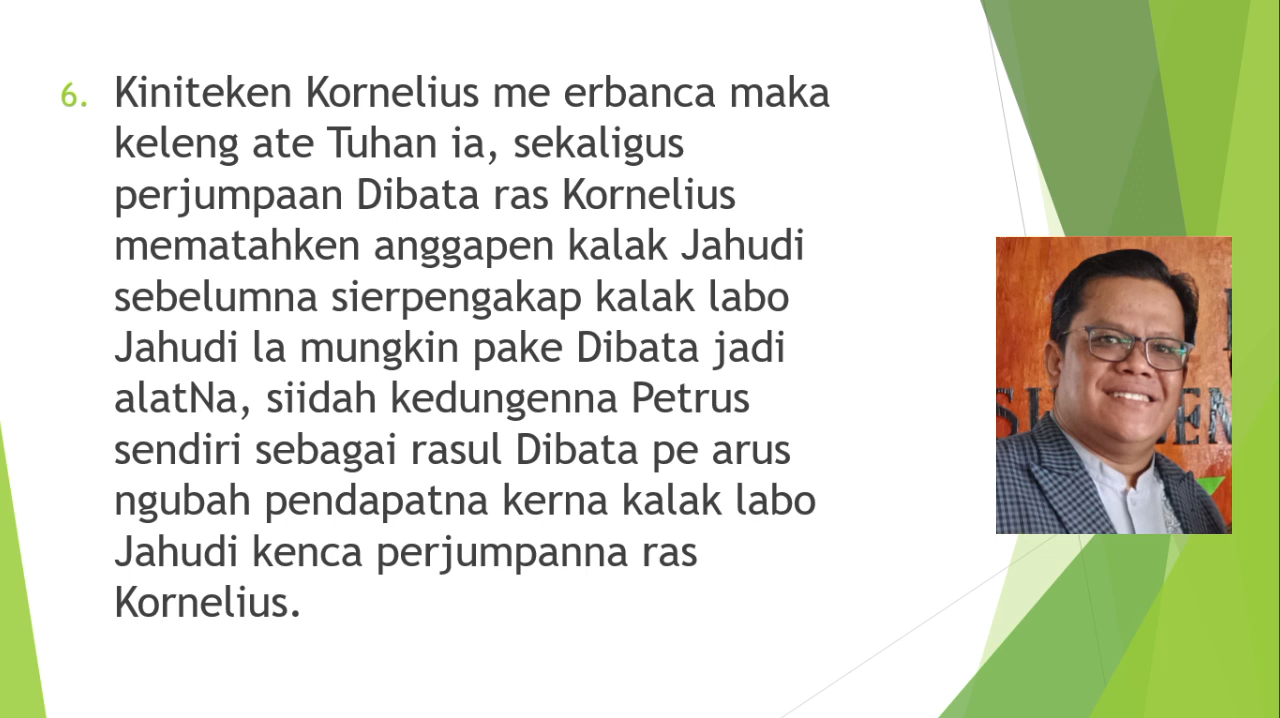 6. Kiniteken Kornelius me erbanca maka
keleng ate Tuhan ia, sekaligus
perjumpaan Dibata ras Kornelius
mematahken anggapen kalak Jahudi
sebelumna sierpengakap kalak labo
Jahudi la mungkin pake Dibata jadi
alatNa, siidah kedungenna Petrus
sendiri sebagai rasul Dibata pe arus
ngubah pendapatna kerna kalak labo
Jahudi kenca perjumpanna ras
Kornelius.